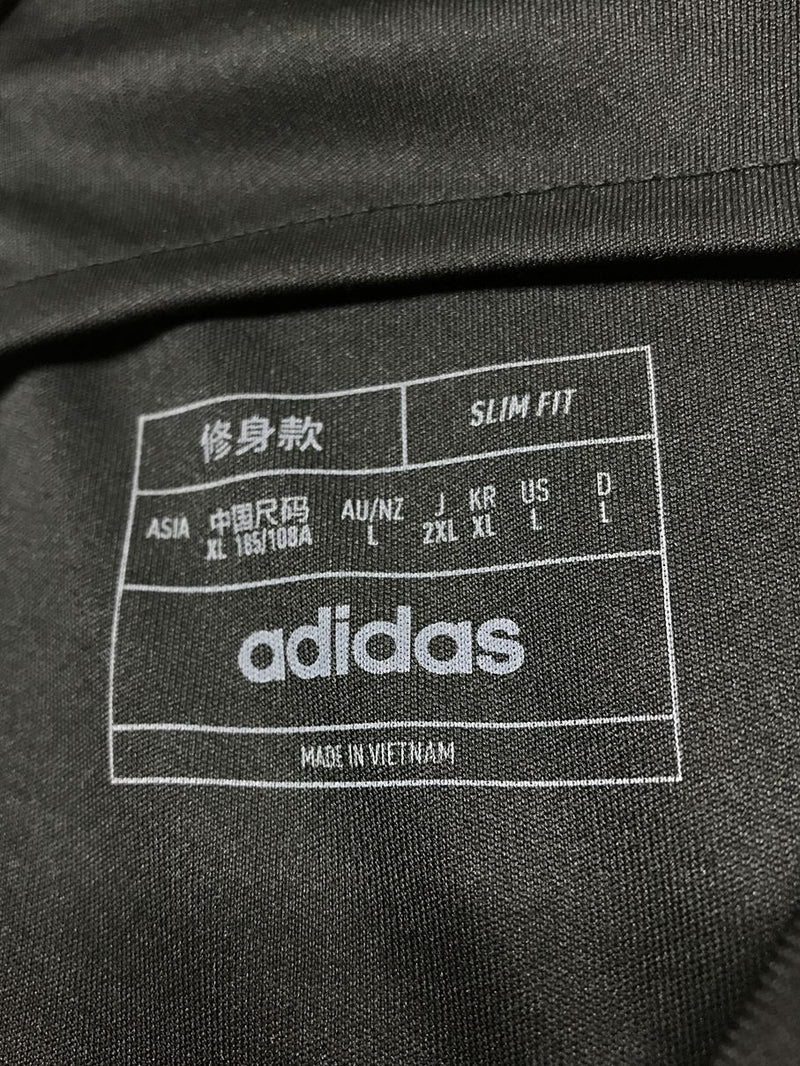 修身款 SLIM FIT
ASIA 中国尺码 AU/NZ J KR US D
XL 185/108A L 2XL XL L L
adidas
MADE IN VIETNAM